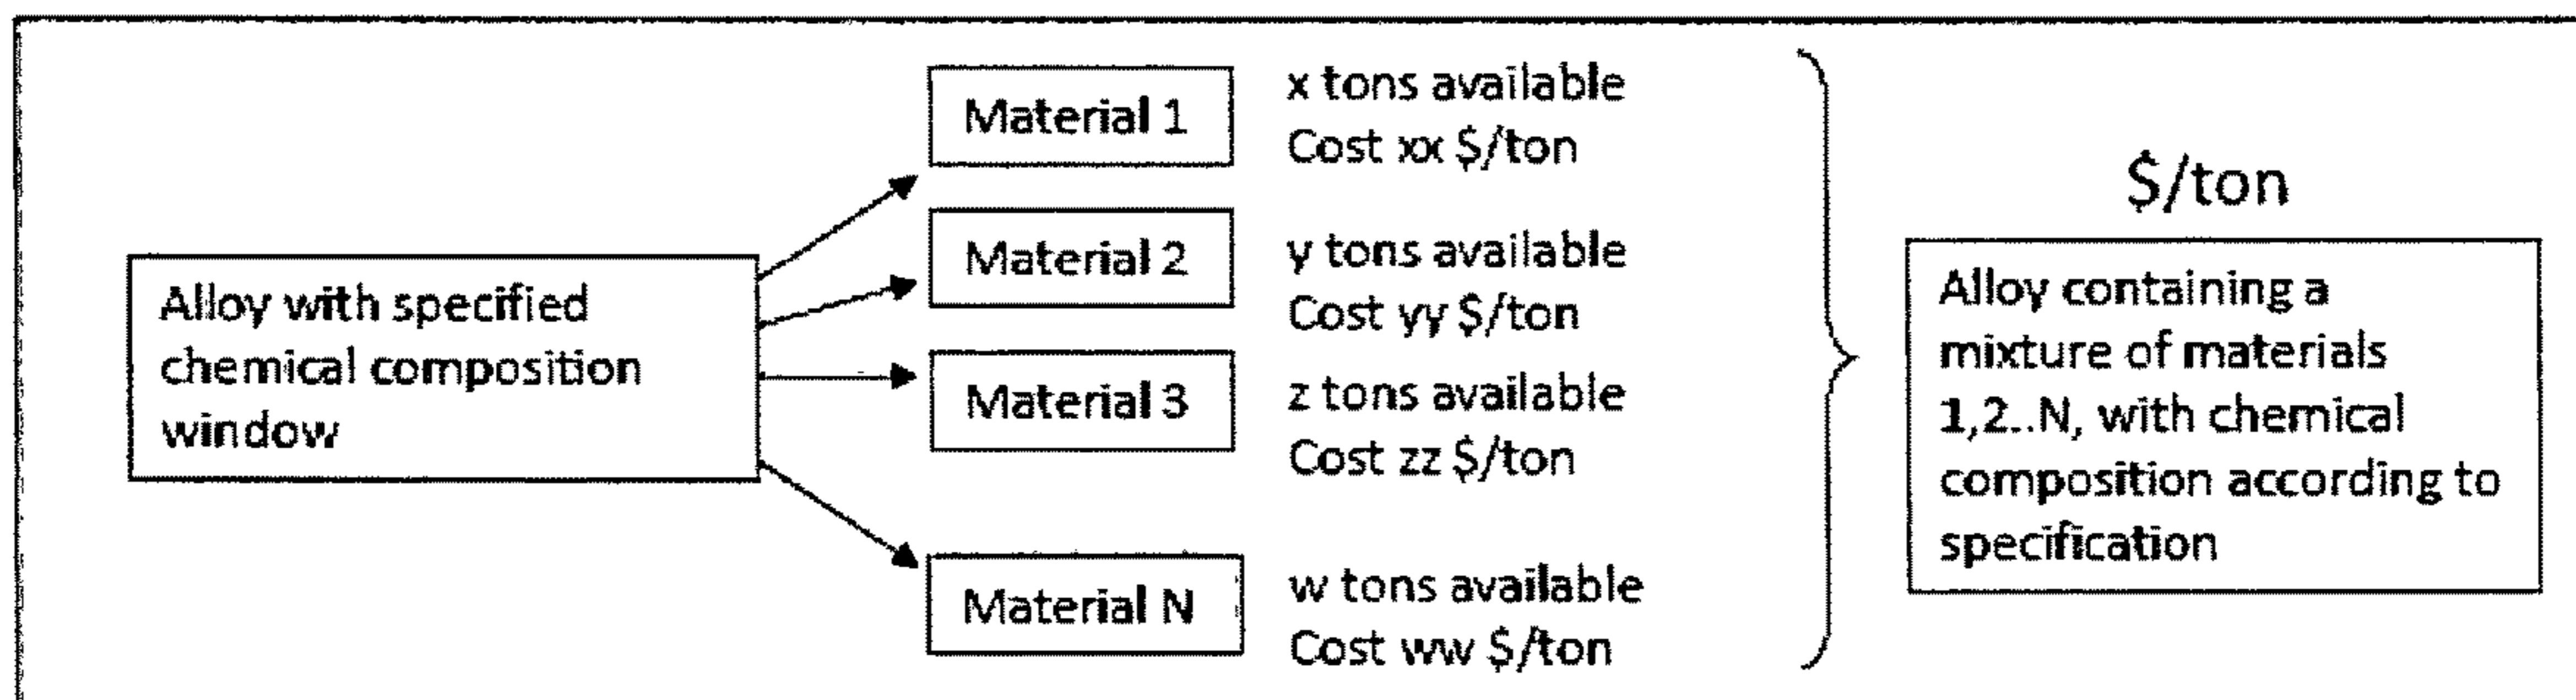 Alloy with specified
chemical composition
window
Material 1
x tons available
Cost xx $/ton
Material 2
y tons available
Cost yy $/ton
Material 3
z tons available
Cost zz $/ton
Material N
w tons available
Cost ww $/ton
$/ton
Alloy containing a
mixture of materials
1,2..N, with chemical
composition according to
specification